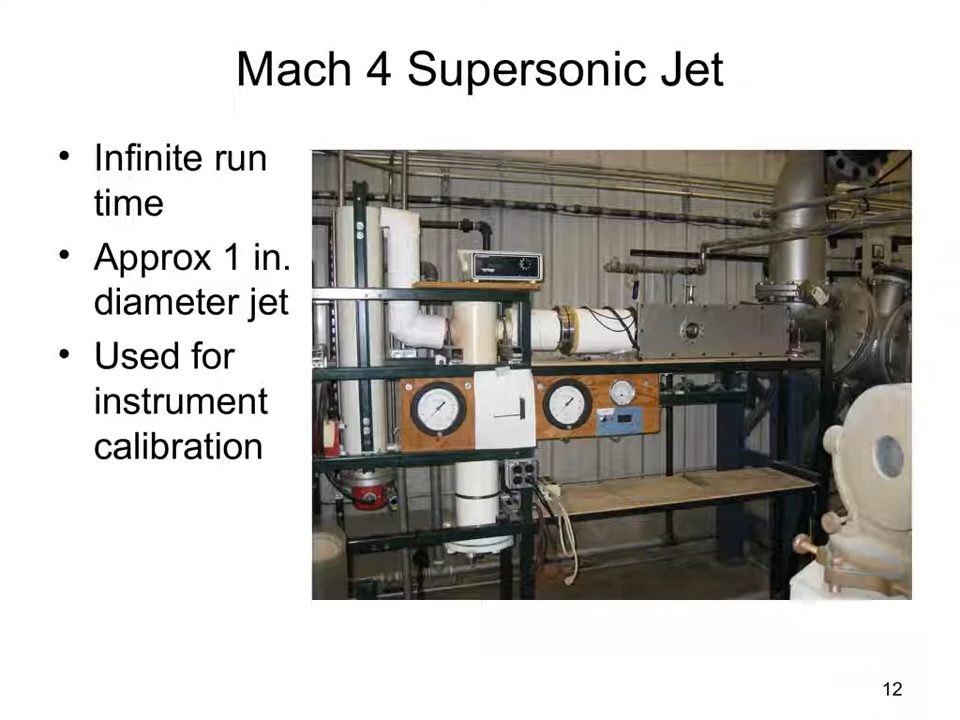 Mach 4 Supersonic Jet
• Infinite run
time
• Approx 1 in.
diameter jet
• Used for
instrument
calibration
12